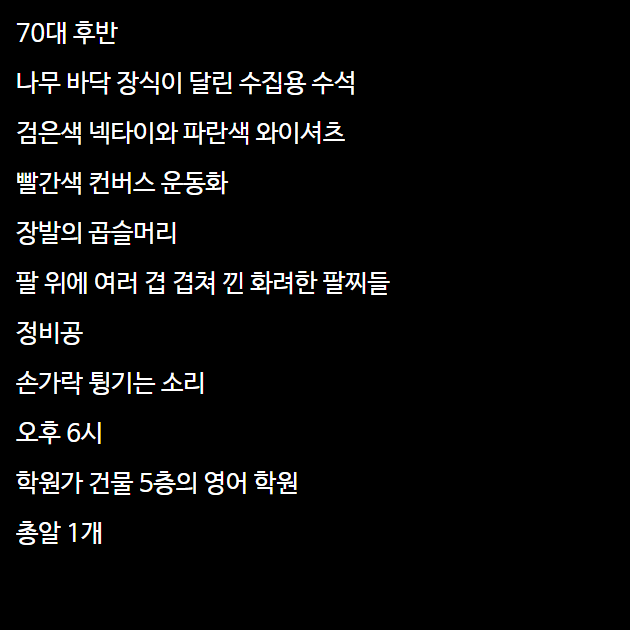 70대 후반
나무 바닥 장식이 달린 수집용 수석
검은색 넥타이와 파란색 와이셔츠
빨간색 컨버스 운동화
장발의 곱슬머리
팔 위에 여러 겹 겹쳐 낀 화려한 팔찌들
정비공
손가락 튕기는 소리
오후 6시
학원가 건물 5층의 영어 학원
총알 1개